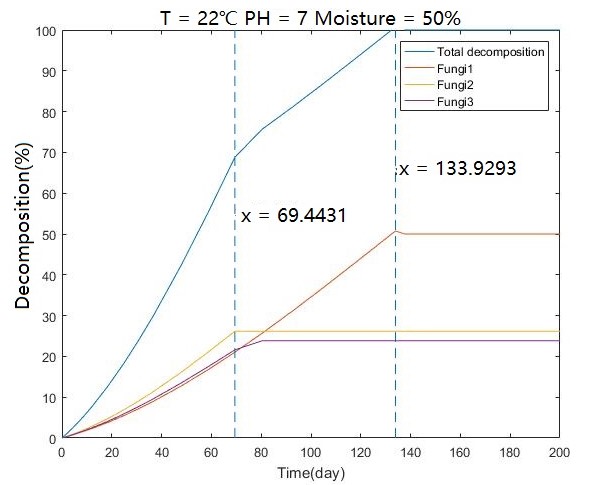 T = 22℃ PH = 7 Moisture = 50%
100
90
80
70
60
50
40
30
20
10
0
Decomposition(%)
Total decomposition
Fungi1
Fungi2
Fungi3
x = 133.9293
x = 69.4431
0 20 40 60 80 100 120 140 160 180 200
Time(day)